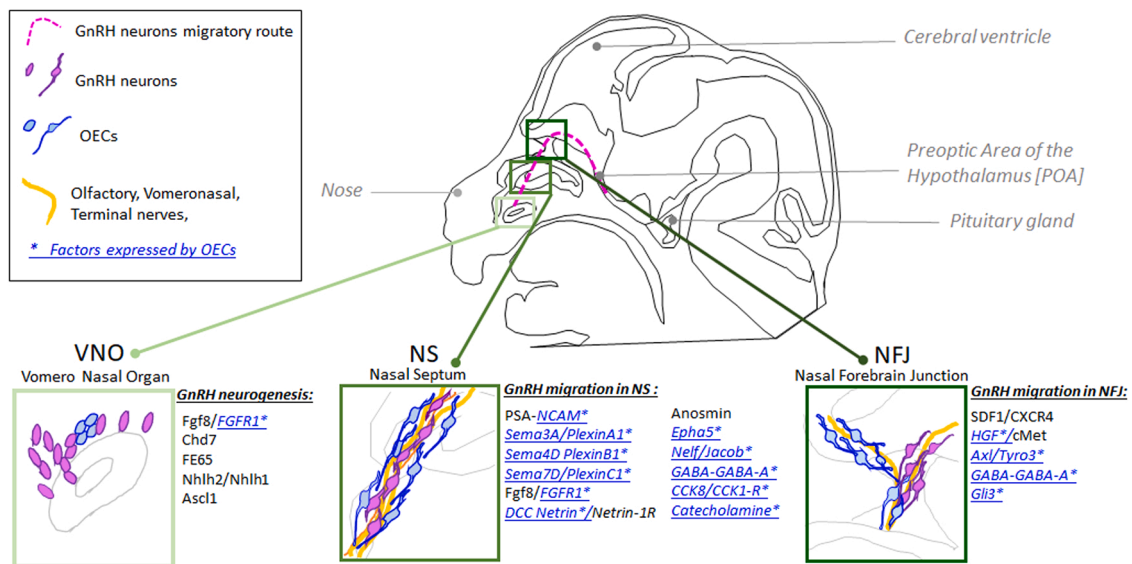 GnRH neurons migratory route
GnRH neurons
OECs
Olfactory, Vomeronasal,
Terminal nerves,
* Factors expressed by OECs
Cerebral ventricle
Nose
Preoptic Area of the
Hypothalamus [POA]
Pituitary gland
VNO
Vomero Nasal Organ
GnRH neurogenesis:
Fgf8/FGFR1*
Chd7
FE65
Nhlh2/Nhlh1
Ascl1
NS
Nasal Septum
GnRH migration in NS :
PSA-NCAM*
Sema3A/PlexinA1*
Sema4D PlexinB1*
Sema7D/PlexinC1*
Fgf8/FGFR1*
DCC Netrin*/Netrin-1R
Anosmin
Epha5*
Nelf/Jacob*
GABA-GABA-A*
CCK8/CCK1-R*
Catecholamine*
NFJ
Nasal Forebrain Junction
GnRH migration in NFJ:
SDF1/CXCR4
HGF*/cMet
Axl/Tyro3*
GABA-GABA-A*
Gli3*